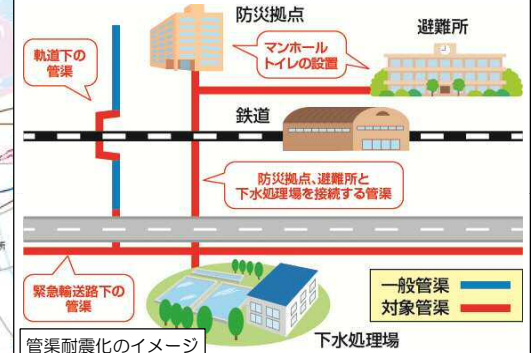 防災拠点
避難所
マンホール
トイレの設置
軌道下の
管渠
鉄道
防災拠点、避難所と
下水処理場を接続する管渠
緊急輸送路下の
管渠
一般管渠
対象管渠
下水処理場
管渠耐震化のイメージ